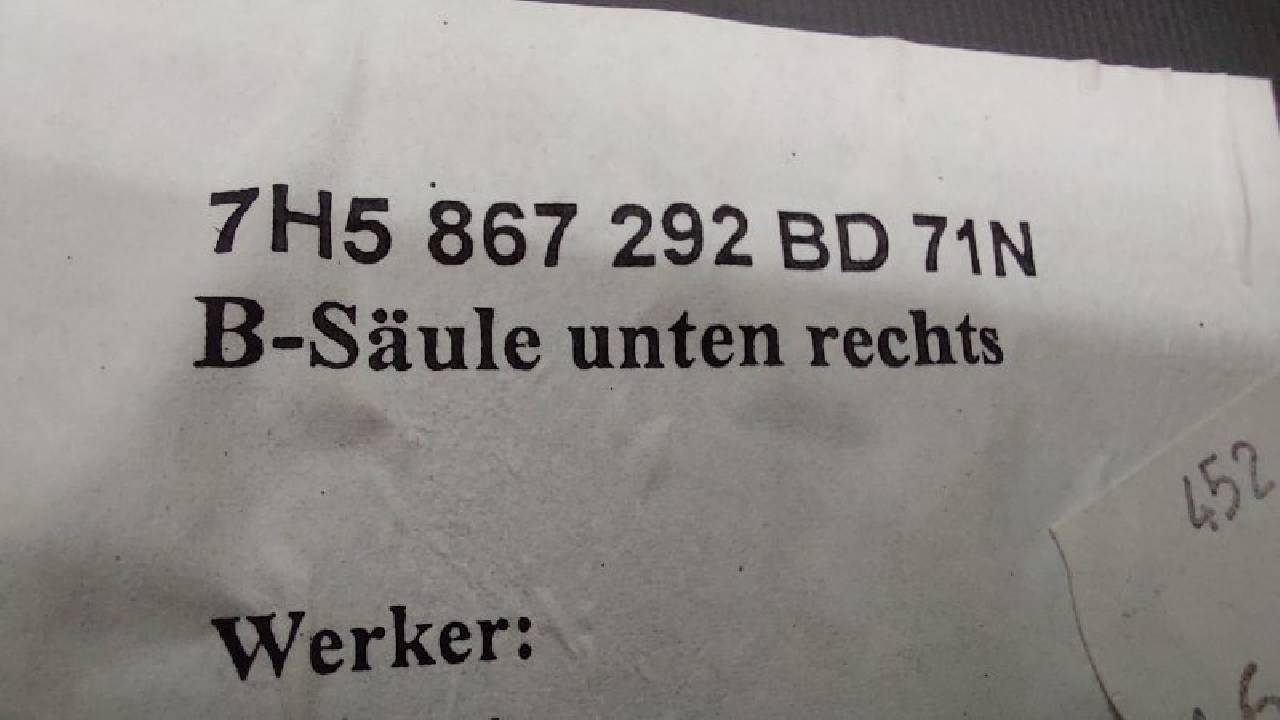 7H5 867 292 BD 71N
B-Säule unten rechts
452
Werker: